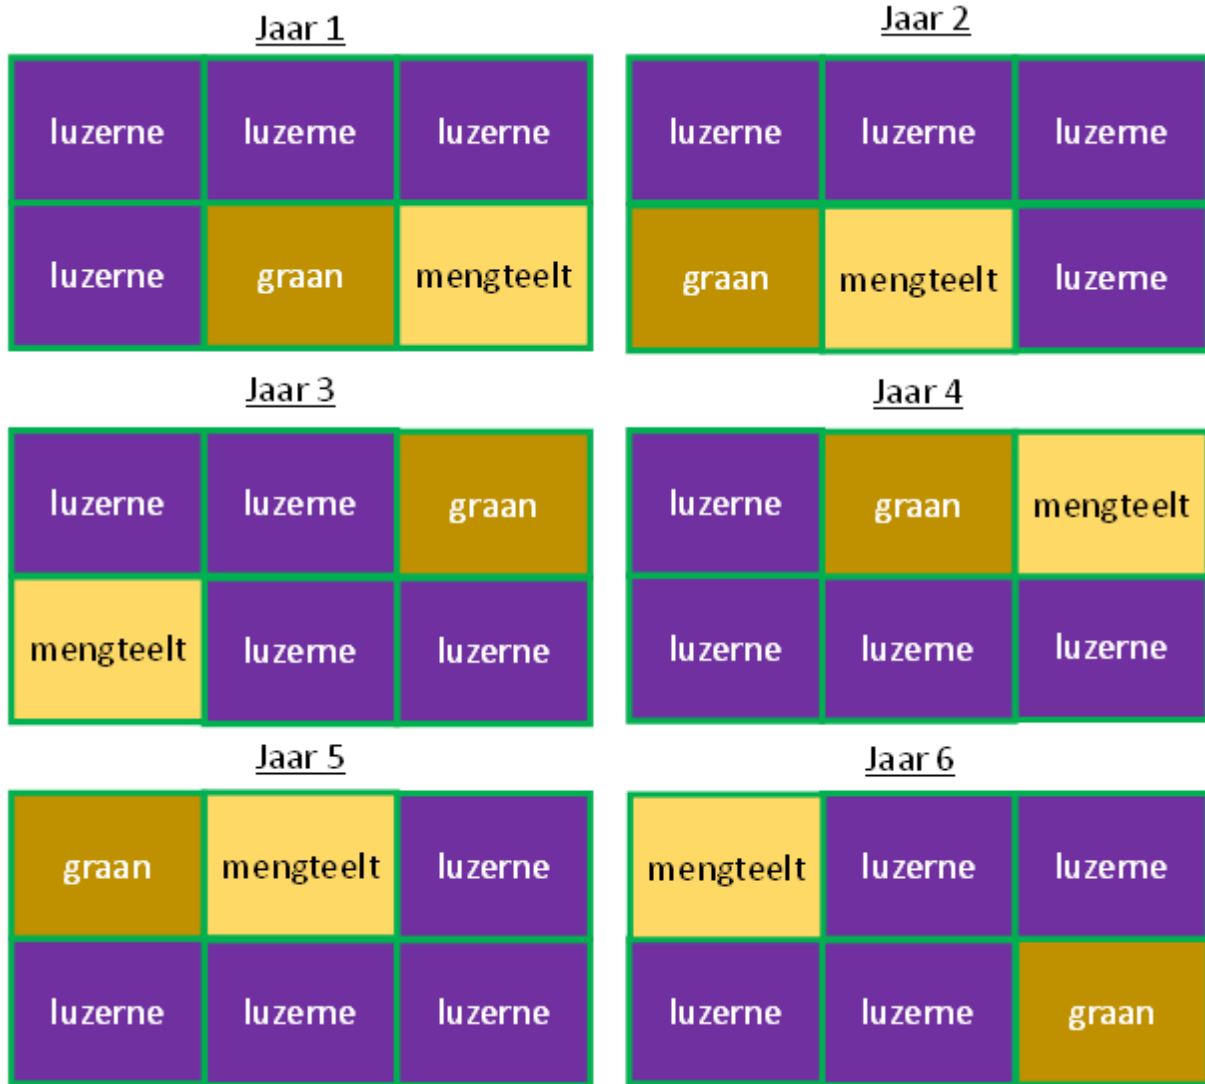 Jaar 1 Jaar 2
luzerne luzerne luzerne luzerne luzerne luzerne
luzerne graan mengteelt graan mengteelt luzerne
Jaar 3 Jaar 4
luzerne luzerne graan luzerne graan mengteelt
mengteelt luzerne luzerne luzerne luzerne luzerne
Jaar 5 Jaar 6
graan mengteelt luzerne mengteelt luzerne luzerne
luzerne luzerne luzerne luzerne luzerne graan